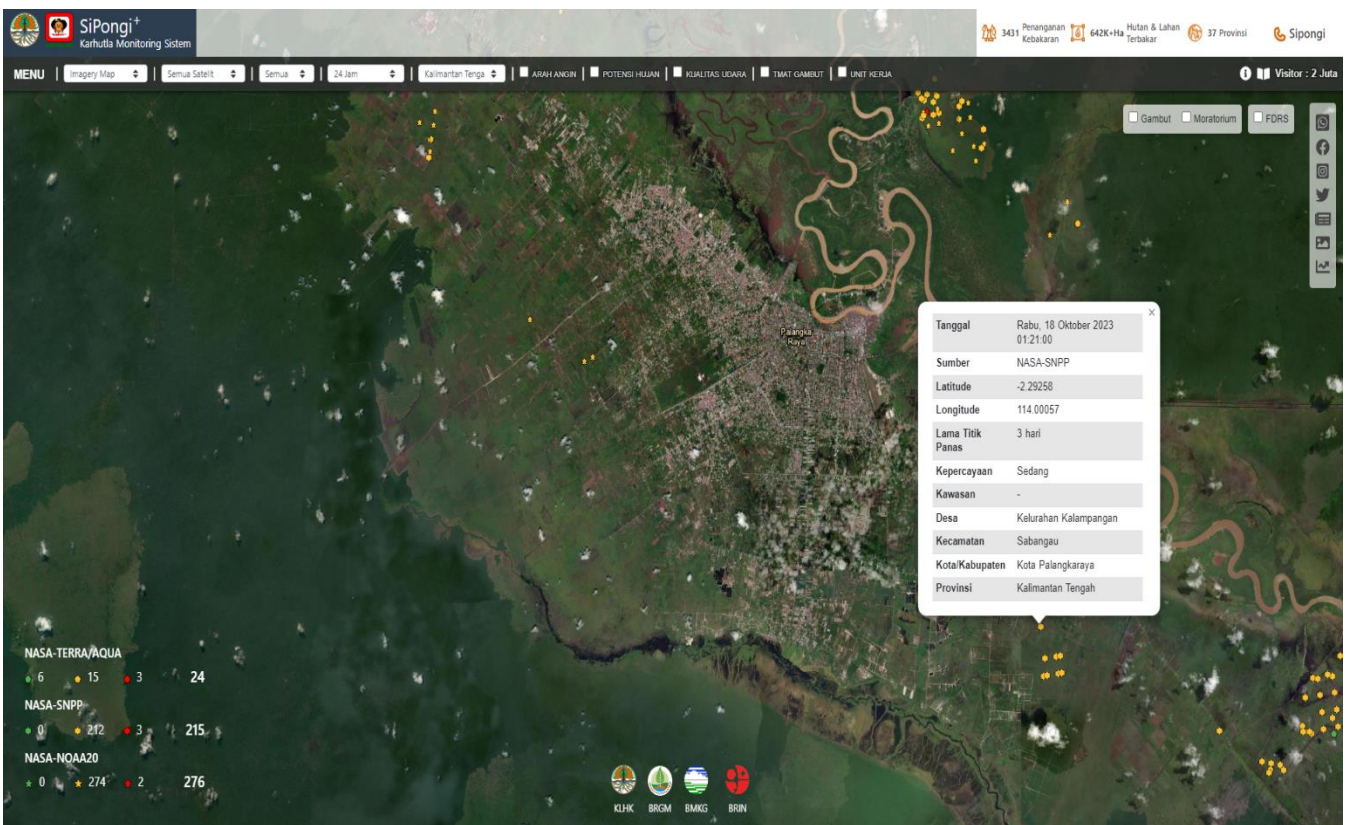 SiPongi+
Karhutla Monitoring Sistem
3431 Penanganan Kebakaran
642K+Ha Hutan & Lahan Terbakar
37 Provinsi
Sipongi
MENU | Imagery Map | Semua Satelit | Semua | 24 Jam | Kalimantan Tenga | ARAH ANGIN | POTENSI HUJAN | KUALITAS UDARA | TMAT GAMBUT | UNIT KERJA
Visitor : 2 Juta
Gambut Moratorium FDRS
Palangka
Raya
Tanggal Rabu, 18 Oktober 2023
01:21:00
Sumber NASA-SNPP
Latitude -2.29258
Longitude 114.00057
Lama Titik Panas 3 hari
Kepercayaan Sedang
Kawasan -
Desa Kelurahan Kalampangan
Kecamatan Sabangau
Kota/Kabupaten Kota Palangkaraya
Provinsi Kalimantan Tengah
NASA-TERRA/AQUA
6 15 3 24
NASA-SNPP
0 212 3 215
NASA-NOAA20
0 274 2 276
KLHK BRGM BMKG BRIN